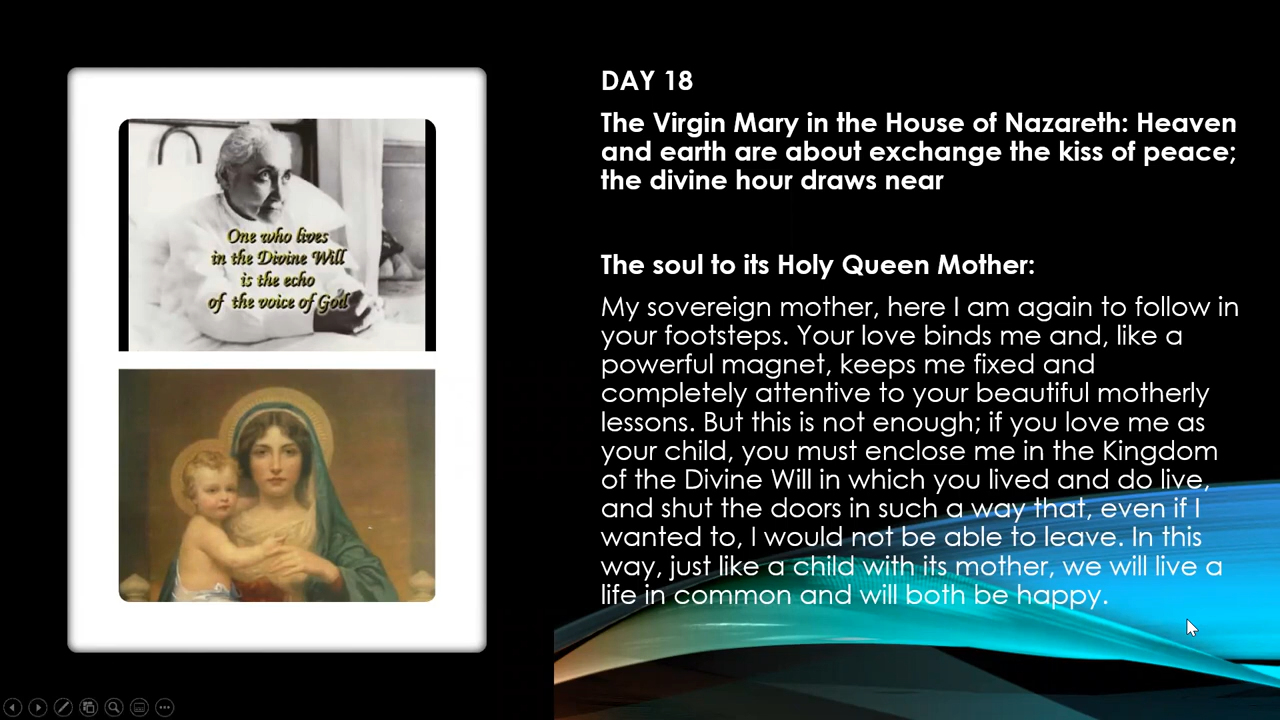 One who lives
in the Divine Will
is the echo
of the voice of God
DAY 18
The Virgin Mary in the House of Nazareth: Heaven
and earth are about exchange the kiss of peace;
the divine hour draws near
The soul to its Holy Queen Mother:
My sovereign mother, here I am again to follow in
your footsteps. Your love binds me and, like a
powerful magnet, keeps me fixed and
completely attentive to your beautiful motherly
lessons. But this is not enough; if you love me as
your child, you must enclose me in the Kingdom
of the Divine Will in which you lived and do live,
and shut the doors in such a way that, even if I
wanted to, I would not be able to leave. In this
way, just like a child with its mother, we will live a
life in common and will both be happy.